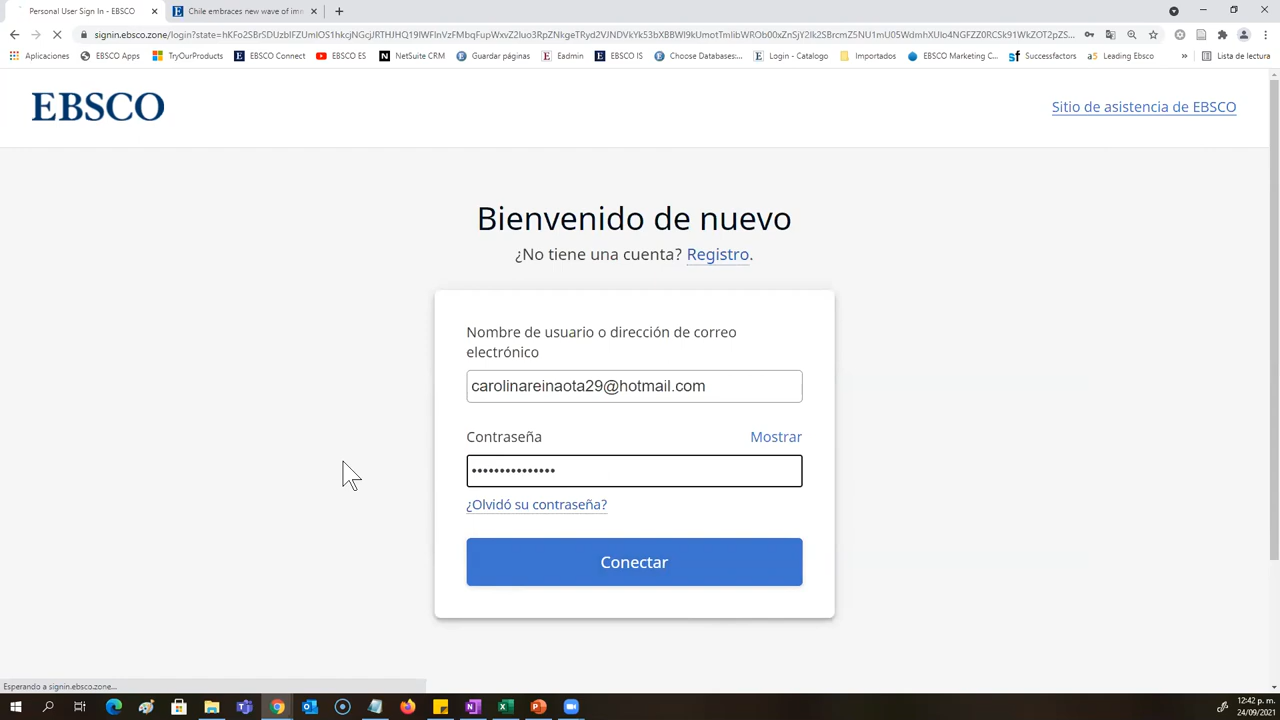 Personal User Sign In - EBSCO
Chile embraces new wave of imi
Aplicaciones
EBSCO Apps
TryOurProducts
EBSCO Connect
EBSCO ES
NetSuite CRM
Guardar páginas
Eadmin
EBSCO IS
Choose Databases:...
Login - Catalogo
Importados
EBSCO Marketing C...
Successfactors
Leading Ebsco
»
Lista de lectura
EBSCO
Sitio de asistencia de EBSCO
Bienvenido de nuevo
¿No tiene una cuenta? Registro.
Nombre de usuario o dirección de correo
electrónico
carolinareinaota29@hotmail.com
Contraseña
Mostrar
•••••••••••••••
¿Olvidó su contraseña?
Conectar
Esperando a signin.ebsco.zone...
12:42 p. m.
24/09/2021